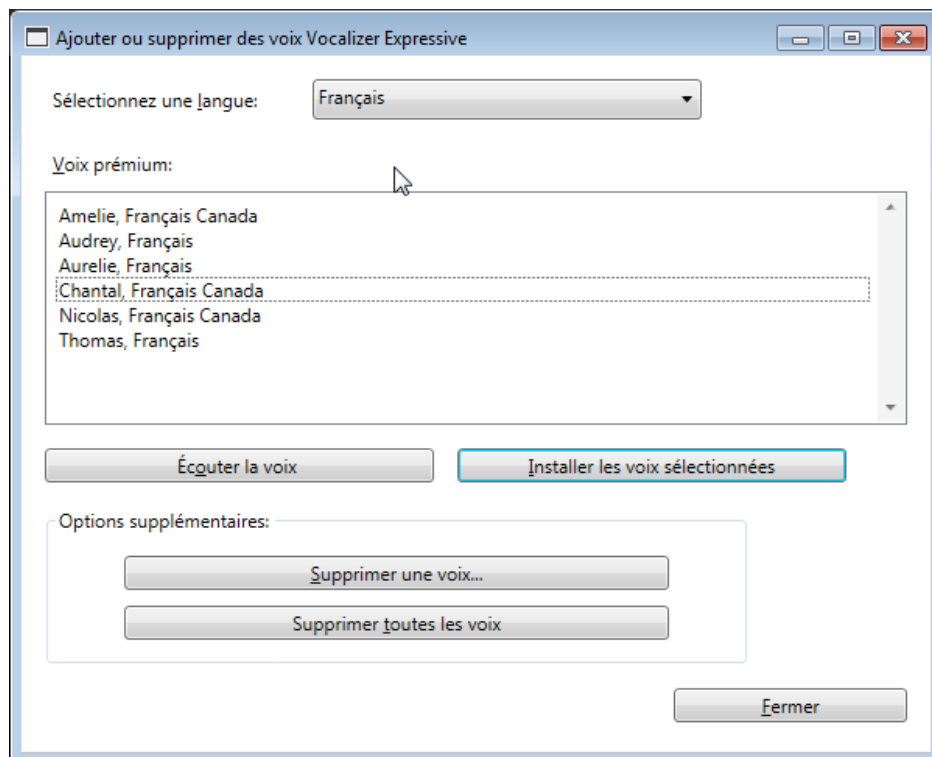 Ajouter ou supprimer des voix Vocalizer Expressive
Sélectionnez une langue: Français
Voix prémium:
Amelie, Français Canada
Audrey, Français
Aurelie, Français
Chantal, Français Canada
Nicolas, Français Canada
Thomas, Français
Écouter la voix Installer les voix sélectionnées
Options supplémentaires:
Supprimer une voix...
Supprimer toutes les voix
Fermer